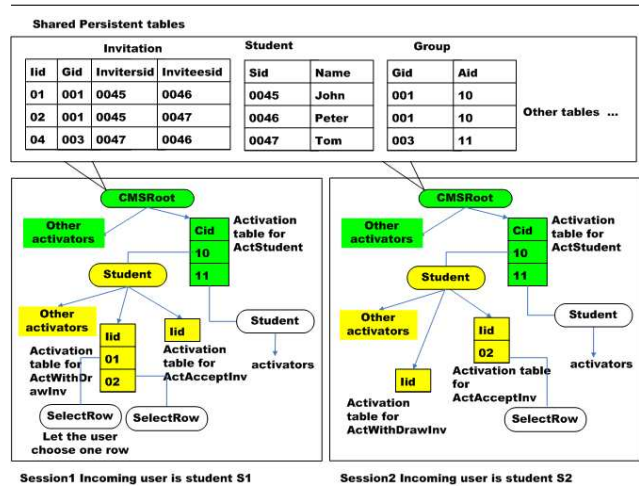 Shared Persistent tables
Invitation
Iid Gid Invitersid Inviteesid
01 001 0045 0046
02 001 0045 0047
04 003 0047 0046
Student
Sid Name
0045 John
0046 Peter
0047 Tom
Group
Gid Aid
001 10
001 10
003 11
Other tables ...
CMSRoot
Other
activators
Cid
10
11
Activation
table for
ActStudent
Student
Other
activators
Iid
01
02
Activation
table for
ActWithDr
awInv
Iid
Activation
table for
ActAcceptInv
Student
activators
SelectRow
SelectRow
Let the user
choose one row
Session1 Incoming user is student S1
CMSRoot
Other
activators
Cid
10
11
Activation
table for
ActStudent
Student
Other
activators
Iid
Activation
table for
ActWithDrawInv
Iid
02
Activation table
for
ActAcceptInv
Student
activators
SelectRow
Session2 Incoming user is student S2